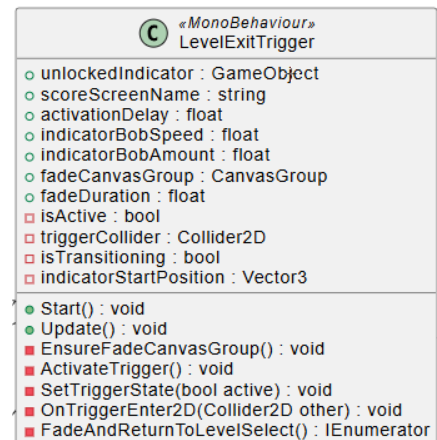 C
«MonoBehaviour»
LevelExitTrigger
unlockedIndicator : GameObject
scoreScreenName : string
activationDelay : float
indicatorBobSpeed : float
indicatorBobAmount : float
fadeCanvasGroup : CanvasGroup
fadeDuration : float
isActive : bool
triggerCollider : Collider2D
isTransitioning : bool
indicatorStartPosition : Vector3
Start() : void
Update() : void
EnsureFadeCanvasGroup() : void
ActivateTrigger() : void
SetTriggerState(bool active) : void
OnTriggerEnter2D(Collider2D other) : void
FadeAndReturnToLevelSelect() : IEnumerator